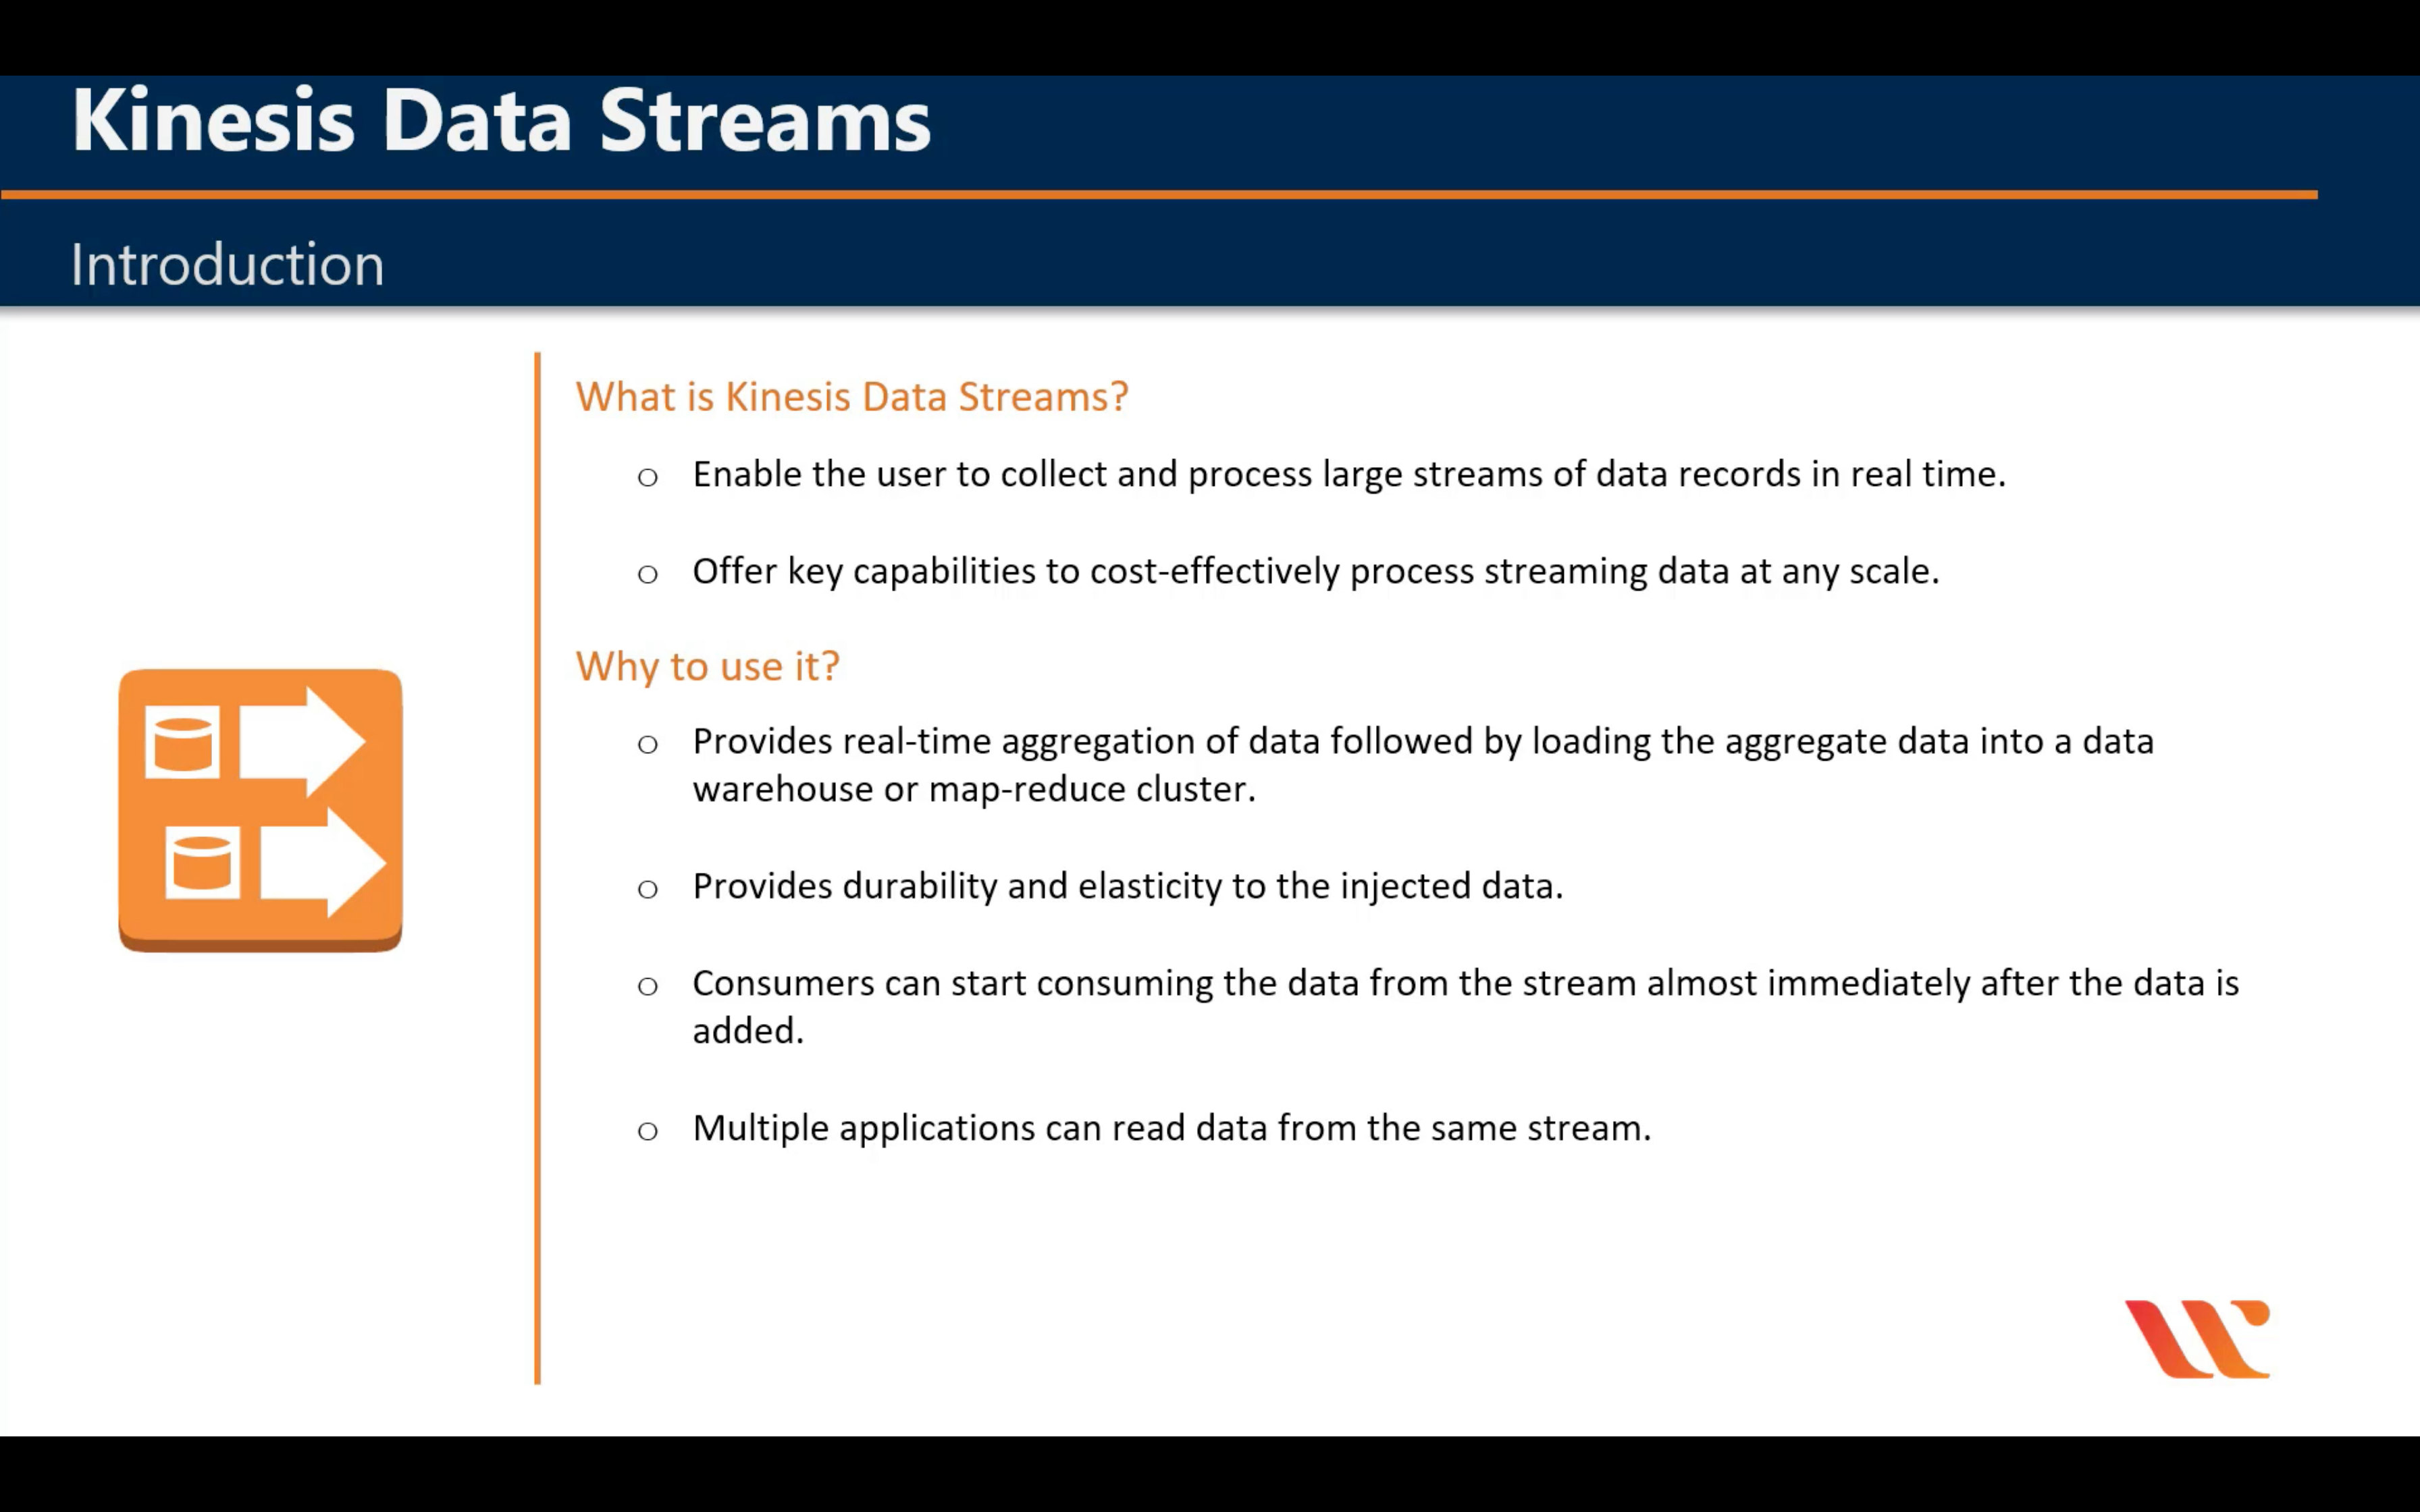 Kinesis Data Streams
Introduction
What is Kinesis Data Streams?
o Enable the user to collect and process large streams of data records in real time.
o Offer key capabilities to cost-effectively process streaming data at any scale.
Why to use it?
o Provides real-time aggregation of data followed by loading the aggregate data into a data
warehouse or map-reduce cluster.
o Provides durability and elasticity to the injected data.
o Consumers can start consuming the data from the stream almost immediately after the data is
added.
o Multiple applications can read data from the same stream.